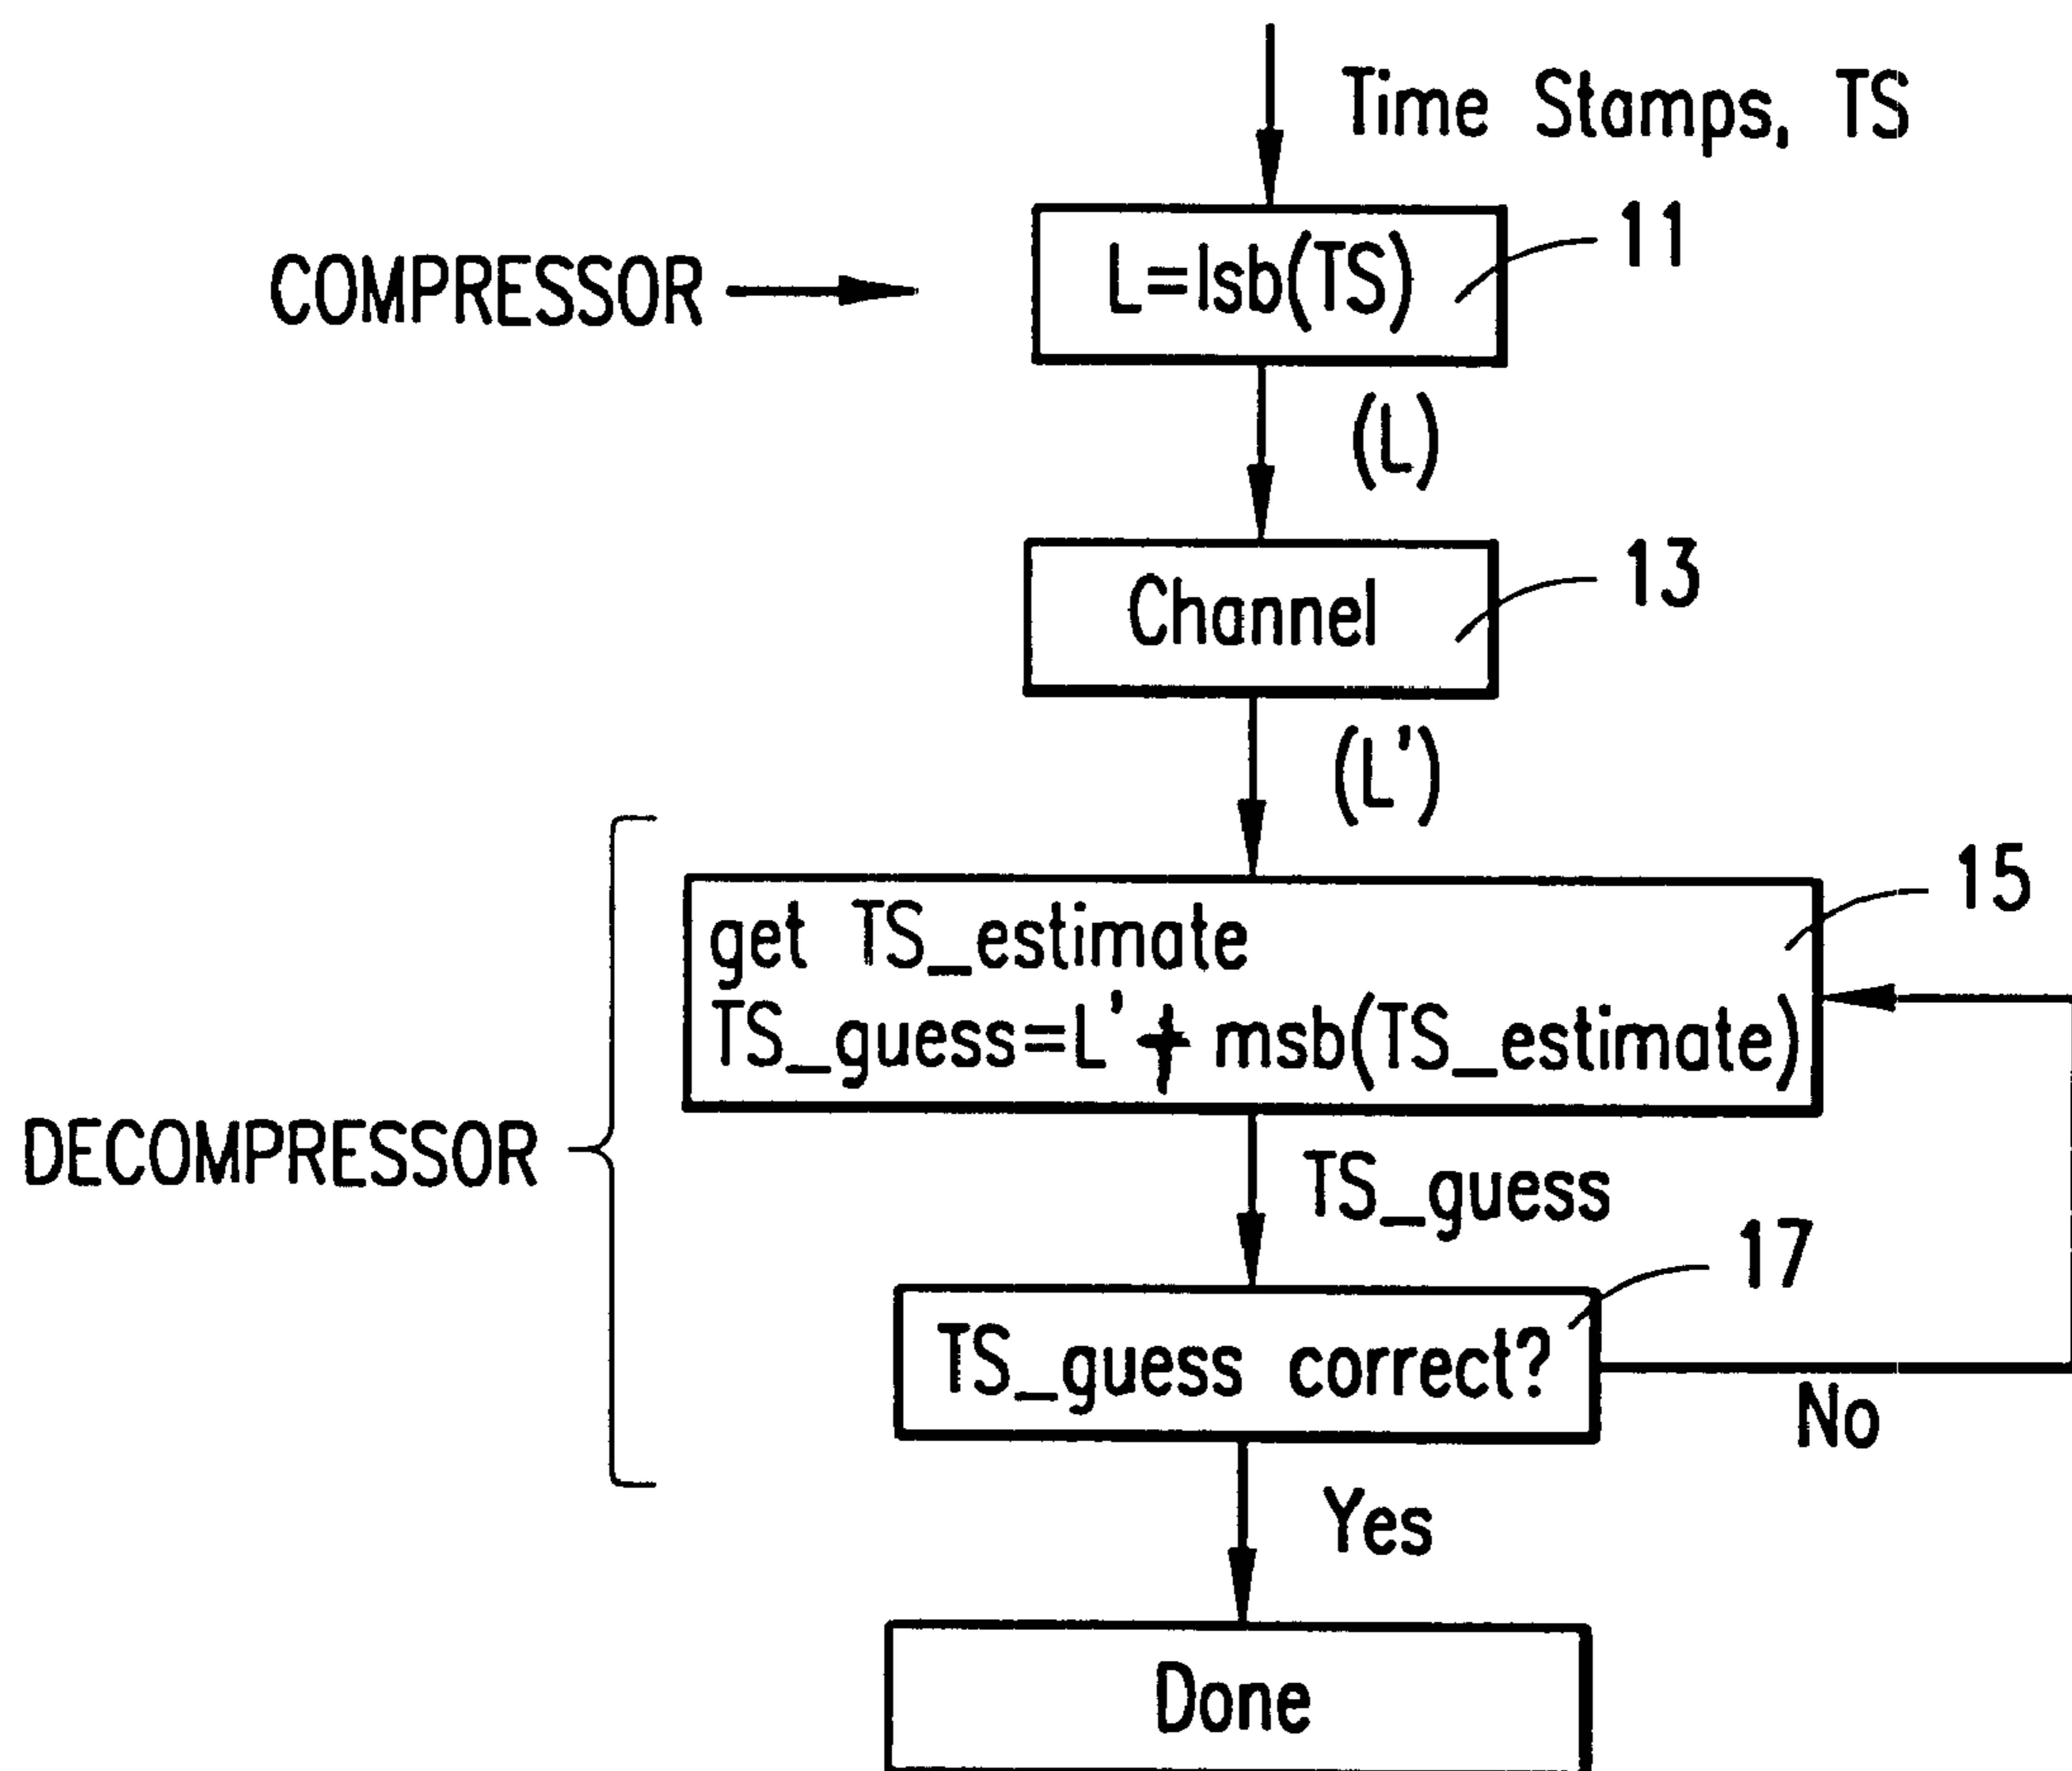 Time Stamps, TS
11
COMPRESSOR
L=lsb(TS)
(L)
13
Channel
(L')
15
get TS_estimate
TS_guess=L'+ msb(TS_estimate)
DECOMPRESSOR
TS_guess
17
TS_guess correct?
No
Yes
Done